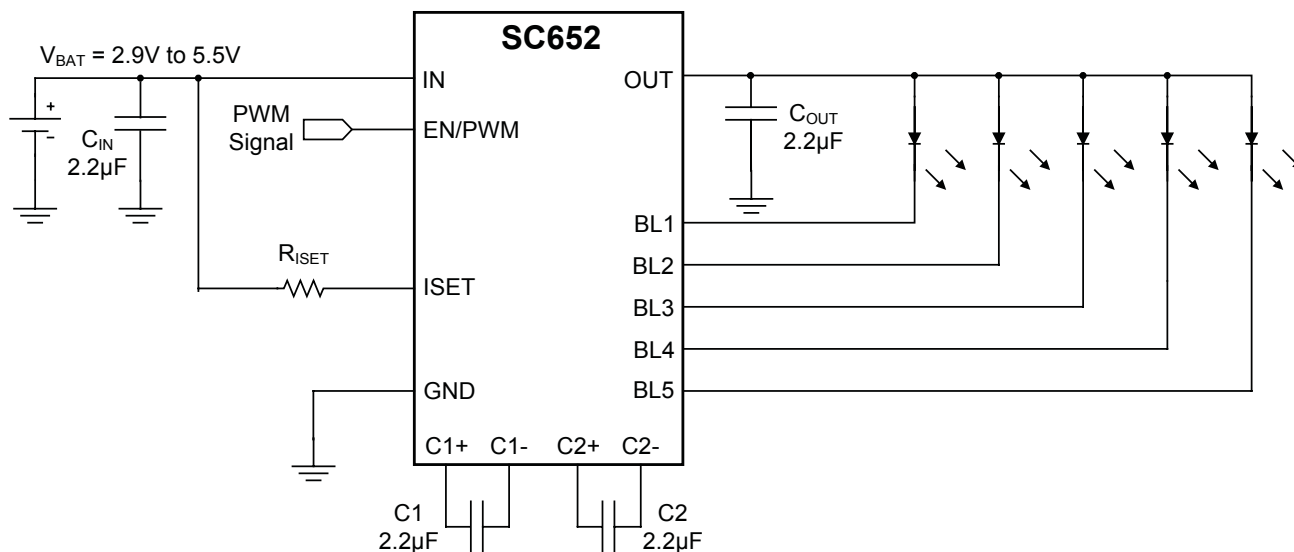 SC652
V_BAT = 2.9V to 5.5V
IN
OUT
+
−
C_IN
2.2µF
PWM
Signal
EN/PWM
C_OUT
2.2µF
BL1
R_ISET
BL2
ISET
BL3
BL4
GND
BL5
C1+ C1- C2+ C2-
C1
2.2µF
C2
2.2µF